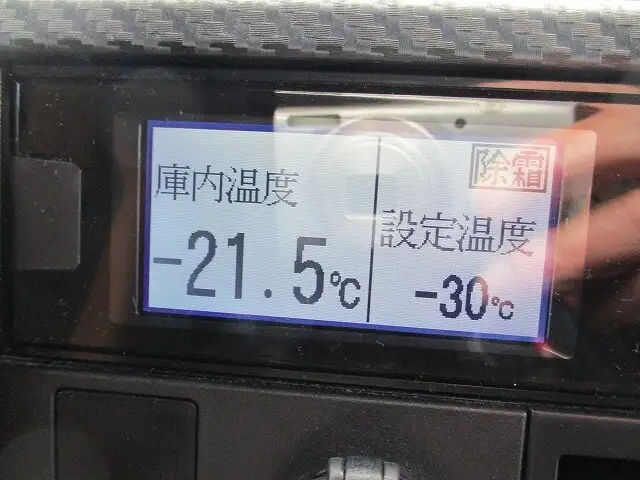 庫内温度
-21.5℃
除霜
設定温度
-30℃